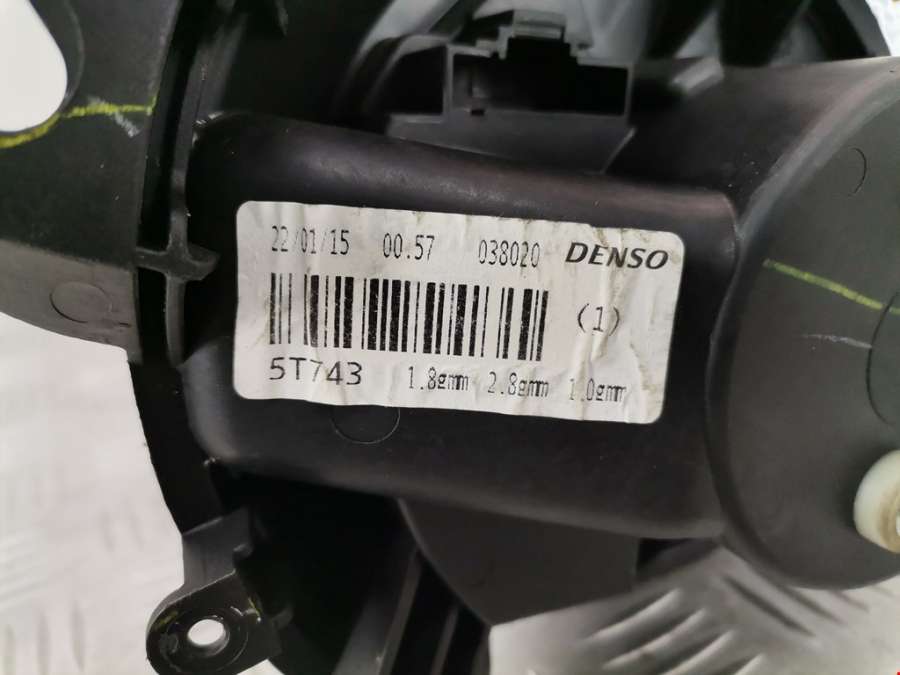 22/01/15 00.57 038020 DENSO
(1)
5T743 1.8gmm 2.8gmm 1.0gmm